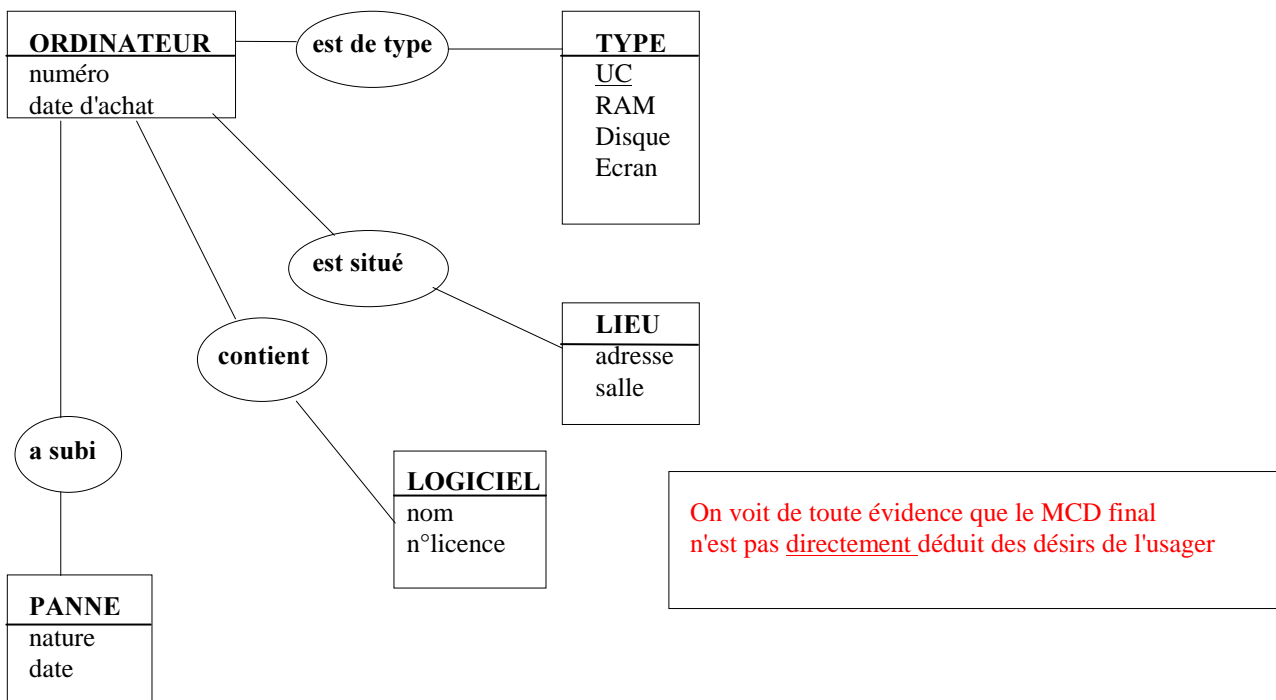 ORDINATEUR
numéro
date d'achat
est de type
TYPE
UC
RAM
Disque
Ecran
est situé
LIEU
adresse
salle
contient
a subi
LOGICIEL
nom
n°licence
On voit de toute évidence que le MCD final
n'est pas directement déduit des désirs de l'usager
PANNE
nature
date